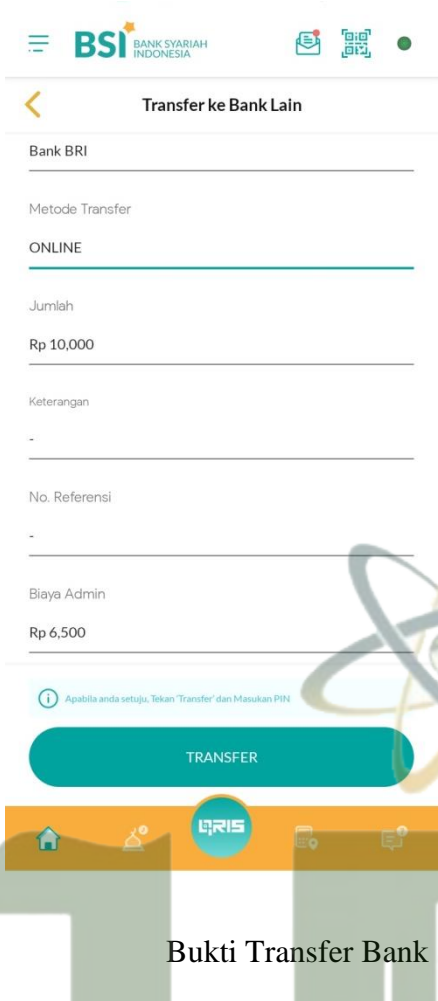 BSI BANK SYARIAH
INDONESIA
Transfer ke Bank Lain
Bank BRI
Metode Transfer
ONLINE
Jumlah
Rp 10,000
Keterangan
-
No. Referensi
-
Biaya Admin
Rp 6,500
Apabila anda setuju, Tekan 'Transfer' dan Masukan PIN
TRANSFER
QRIS
Bukti Transfer Bank